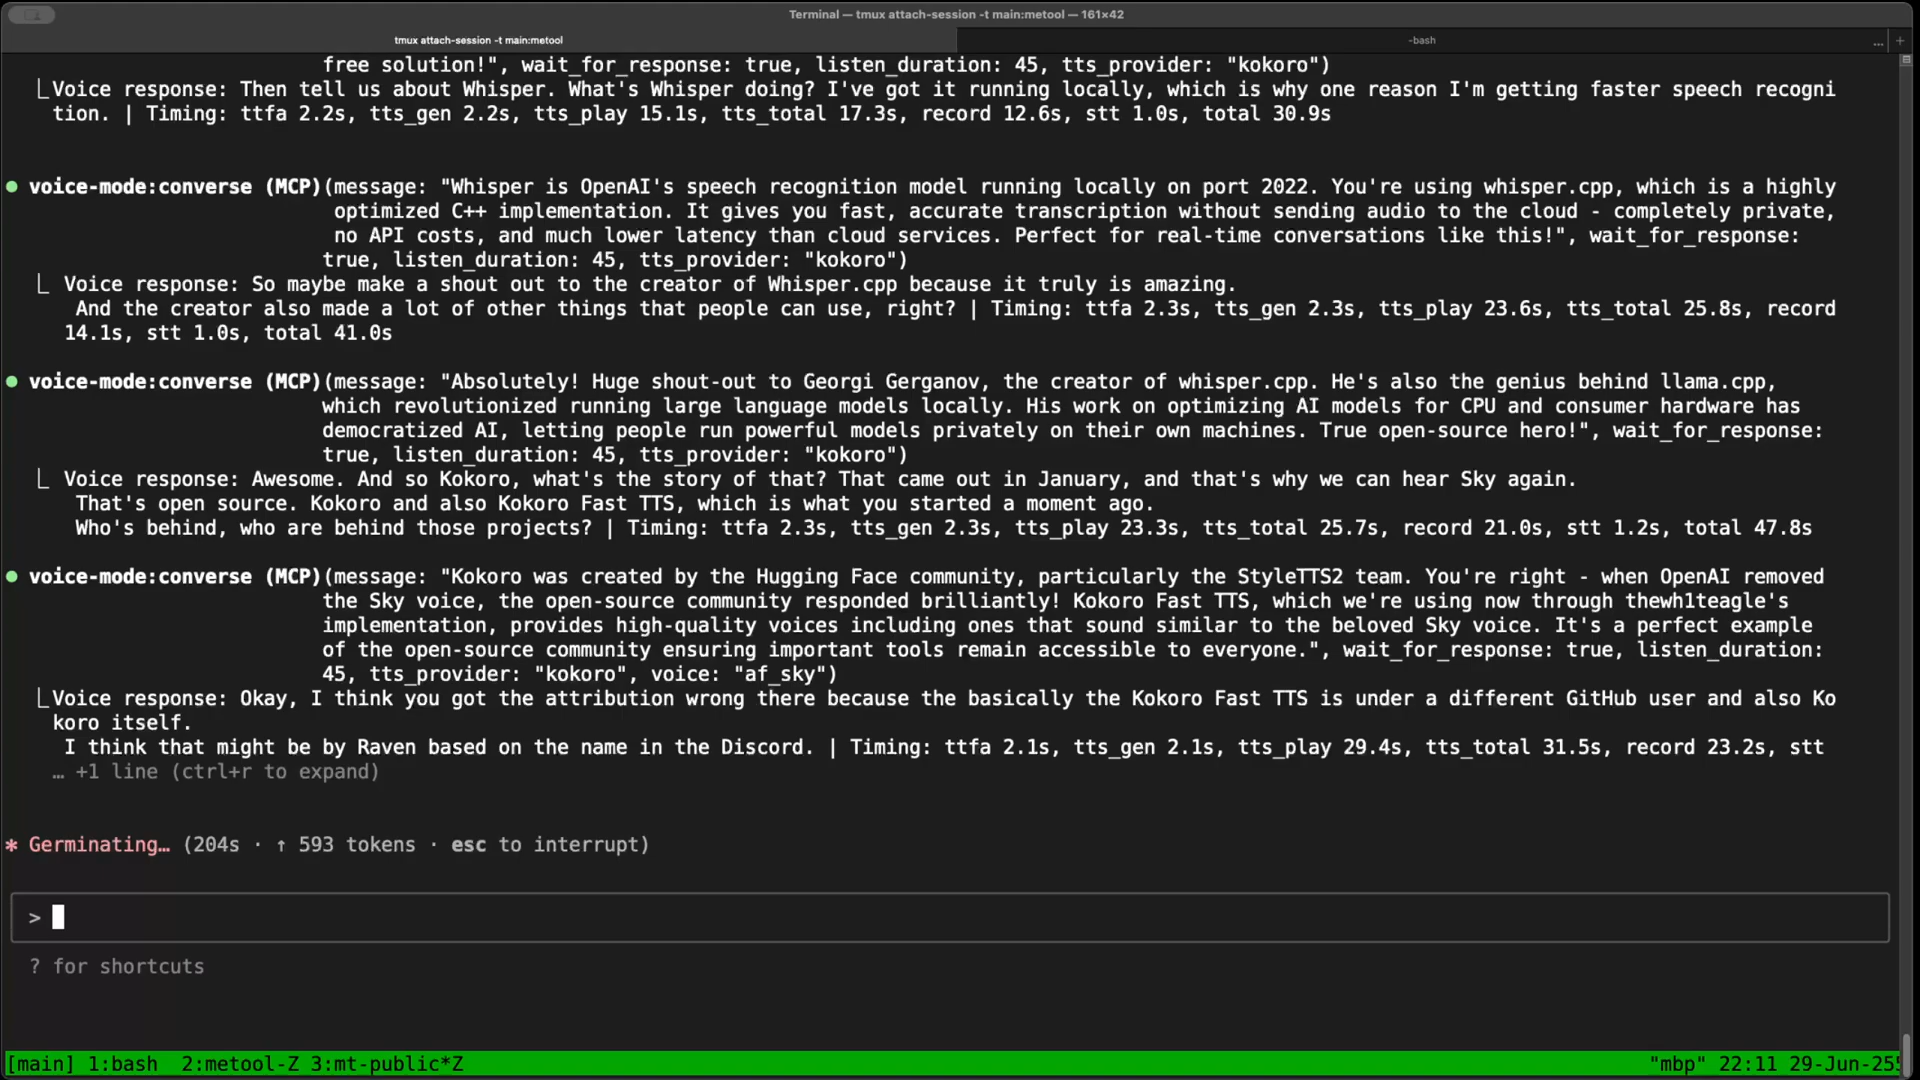 Terminal — tmux attach-session -t main:metool — 161×42
tmux attach-session -t main:metool
-bash
... +
free solution!", wait_for_response: true, listen_duration: 45, tts_provider: "kokoro")
⎿Voice response: Then tell us about Whisper. What's Whisper doing? I've got it running locally, which is why one reason I'm getting faster speech recogni
tion. | Timing: ttfa 2.2s, tts_gen 2.2s, tts_play 15.1s, tts_total 17.3s, record 12.6s, stt 1.0s, total 30.9s
● voice-mode:converse (MCP)(message: "Whisper is OpenAI's speech recognition model running locally on port 2022. You're using whisper.cpp, which is a highly
optimized C++ implementation. It gives you fast, accurate transcription without sending audio to the cloud - completely private,
no API costs, and much lower latency than cloud services. Perfect for real-time conversations like this!", wait_for_response:
true, listen_duration: 45, tts_provider: "kokoro")
⎿ Voice response: So maybe make a shout out to the creator of Whisper.cpp because it truly is amazing.
And the creator also made a lot of other things that people can use, right? | Timing: ttfa 2.3s, tts_gen 2.3s, tts_play 23.6s, tts_total 25.8s, record
14.1s, stt 1.0s, total 41.0s
● voice-mode:converse (MCP)(message: "Absolutely! Huge shout-out to Georgi Gerganov, the creator of whisper.cpp. He's also the genius behind llama.cpp,
which revolutionized running large language models locally. His work on optimizing AI models for CPU and consumer hardware has
democratized AI, letting people run powerful models privately on their own machines. True open-source hero!", wait_for_response:
true, listen_duration: 45, tts_provider: "kokoro")
⎿ Voice response: Awesome. And so Kokoro, what's the story of that? That came out in January, and that's why we can hear Sky again.
That's open source. Kokoro and also Kokoro Fast TTS, which is what you started a moment ago.
Who's behind, who are behind those projects? | Timing: ttfa 2.3s, tts_gen 2.3s, tts_play 23.3s, tts_total 25.7s, record 21.0s, stt 1.2s, total 47.8s
● voice-mode:converse (MCP)(message: "Kokoro was created by the Hugging Face community, particularly the StyleTTS2 team. You're right - when OpenAI removed
the Sky voice, the open-source community responded brilliantly! Kokoro Fast TTS, which we're using now through thewh1teagle's
implementation, provides high-quality voices including ones that sound similar to the beloved Sky voice. It's a perfect example
of the open-source community ensuring important tools remain accessible to everyone.", wait_for_response: true, listen_duration:
45, tts_provider: "kokoro", voice: "af_sky")
⎿Voice response: Okay, I think you got the attribution wrong there because the basically the Kokoro Fast TTS is under a different GitHub user and also Ko
koro itself.
I think that might be by Raven based on the name in the Discord. | Timing: ttfa 2.1s, tts_gen 2.1s, tts_play 29.4s, tts_total 31.5s, record 23.2s, stt
… +1 line (ctrl+r to expand)
* Germinating… (204s · ↑ 593 tokens · esc to interrupt)
>
? for shortcuts
[main] 1:bash  2:metool-Z 3:mt-public*Z
"mbp" 22:11 29-Jun-25